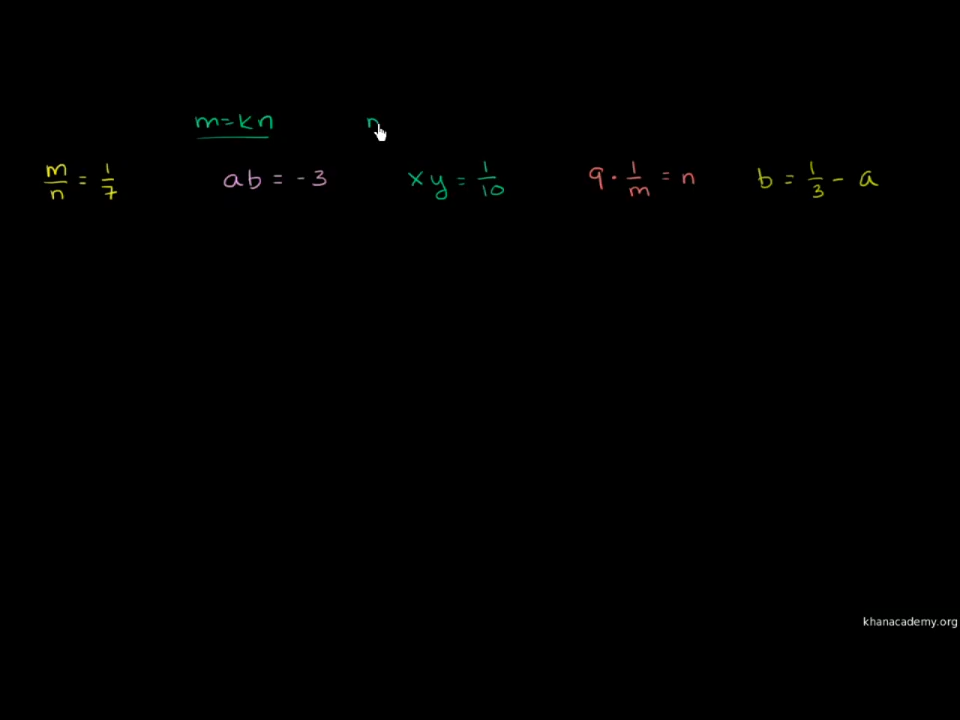 m=kn n
m/n = 1/7 ab = -3 xy = 1/10 9 · 1/m = n b = 1/3 - a
khanacademy.org